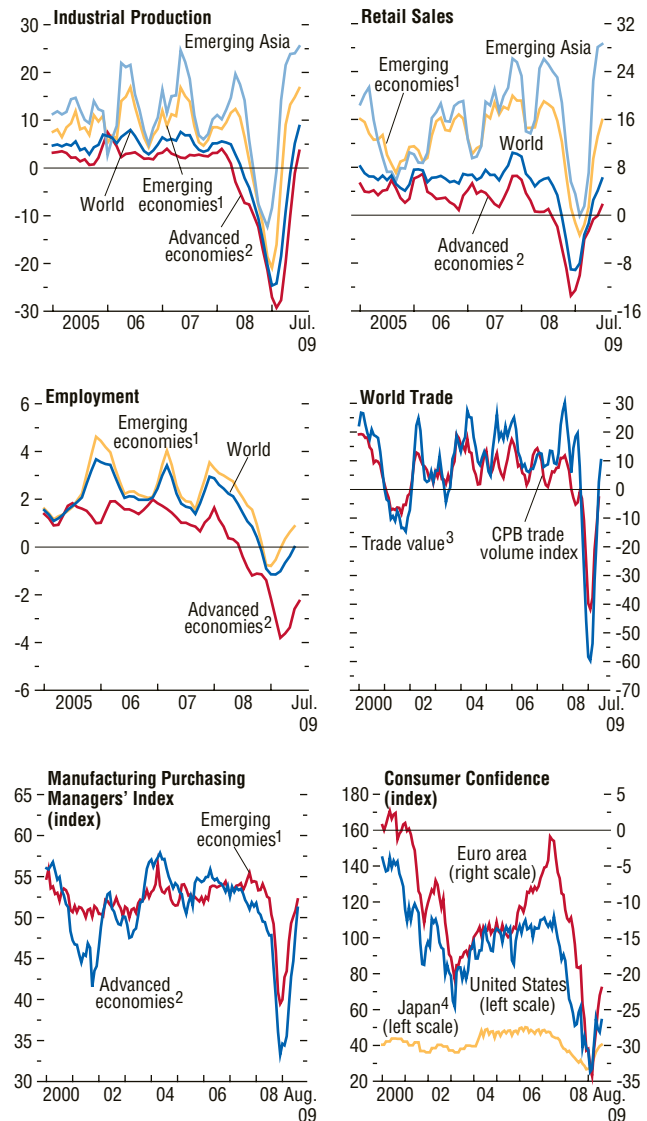 Industrial Production
30
20
10
0
-10
-20
-30
Emerging Asia
World
Emerging
economies1
Advanced
economies2
2005 06 07 08 Jul.
09
Retail Sales
32
24
16
8
0
-8
-16
Emerging Asia
Emerging
economies1
World
Advanced
economies2
2005 06 07 08 Jul.
09
Employment
6
4
2
0
-2
-4
-6
Emerging
economies1
World
Advanced
economies2
2005 06 07 08 Jul.
09
World Trade
30
20
10
0
-10
-20
-30
-40
-50
-60
-70
Trade value3
CPB trade
volume index
2000 02 04 06 08 Jul.
09
Manufacturing Purchasing
Managers' Index
(index)
65
60
55
50
45
40
35
30
Emerging
economies1
Advanced
economies2
2000 02 04 06 08 Aug.
09
Consumer Confidence
(index)
180
160
140
120
100
80
60
40
20
5
0
-5
-10
-15
-20
-25
-30
-35
Euro area
(right scale)
United States
(left scale)
Japan4
(left scale)
2000 02 04 06 08 Aug.
09